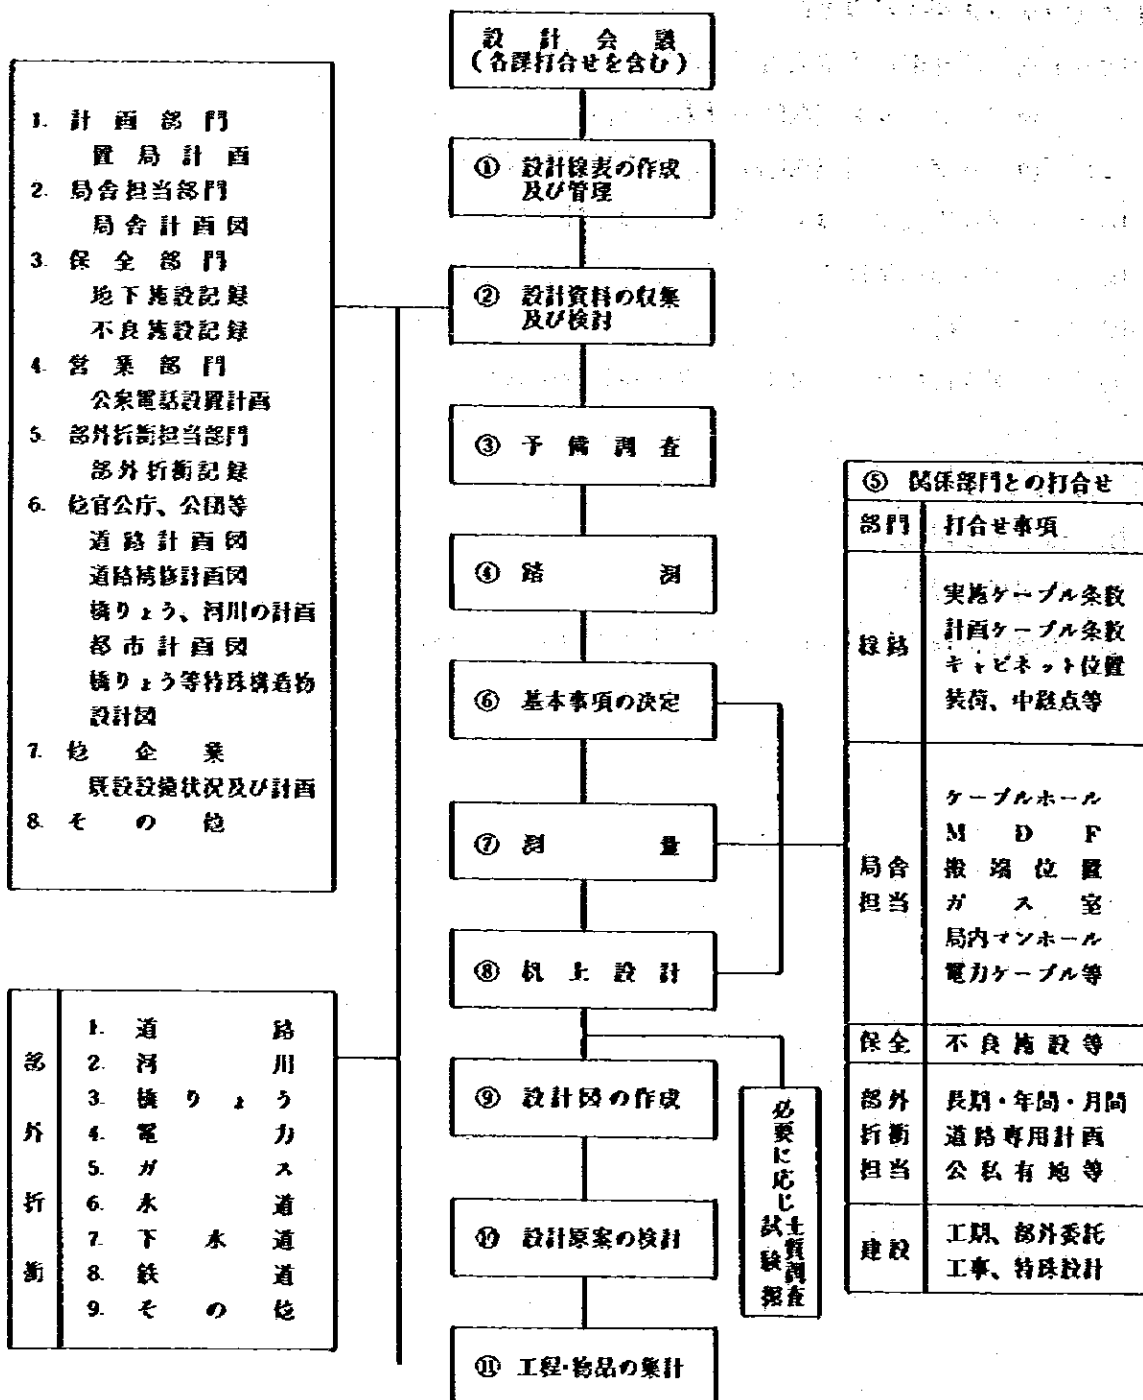 設計会議
(各課打合せを含む)
① 設計線表の作成
及び管理
② 設計資料の収集
及び検討
③ 予備調査
④ 踏測
⑥ 基本事項の決定
⑦ 測量
⑧ 机上設計
⑨ 設計図の作成
⑩ 設計原案の検討
⑪ 工程・物品の集計
1. 計画部門
置局計画
2. 局舎担当部門
局舎計画図
3. 保全部門
地下施設記録
不良施設記録
4. 営業部門
公衆電話設置計画
5. 部外折衝担当部門
部外折衝記録
6. 他官公庁、公団等
道路計画図
道路補修計画図
橋りょう、河川の計画
都市計画図
橋りょう等特殊構造物
設計図
7. 他企業
既設設備状況及び計画
8. その他
部外折衝
1. 道路
2. 河川
3. 橋りょう
4. 電力
5. ガス
6. 水道
7. 下水道
8. 鉄道
9. その他
⑤ 関係部門との打合せ
部門 打合せ事項
線路
実施ケーブル条数
計画ケーブル条数
キャビネット位置
装荷、中継点等
局舎
担当
ケーブルホール
MDF
搬端位置
ガス室
局内マンホール
電力ケーブル等
保全 不良施設等
部外
折衝
担当
長期・年間・月間
道路専用計画
公私有地等
建設
工期、部外委託
工事、特殊設計
必要に応じ
土質調査
試験掘